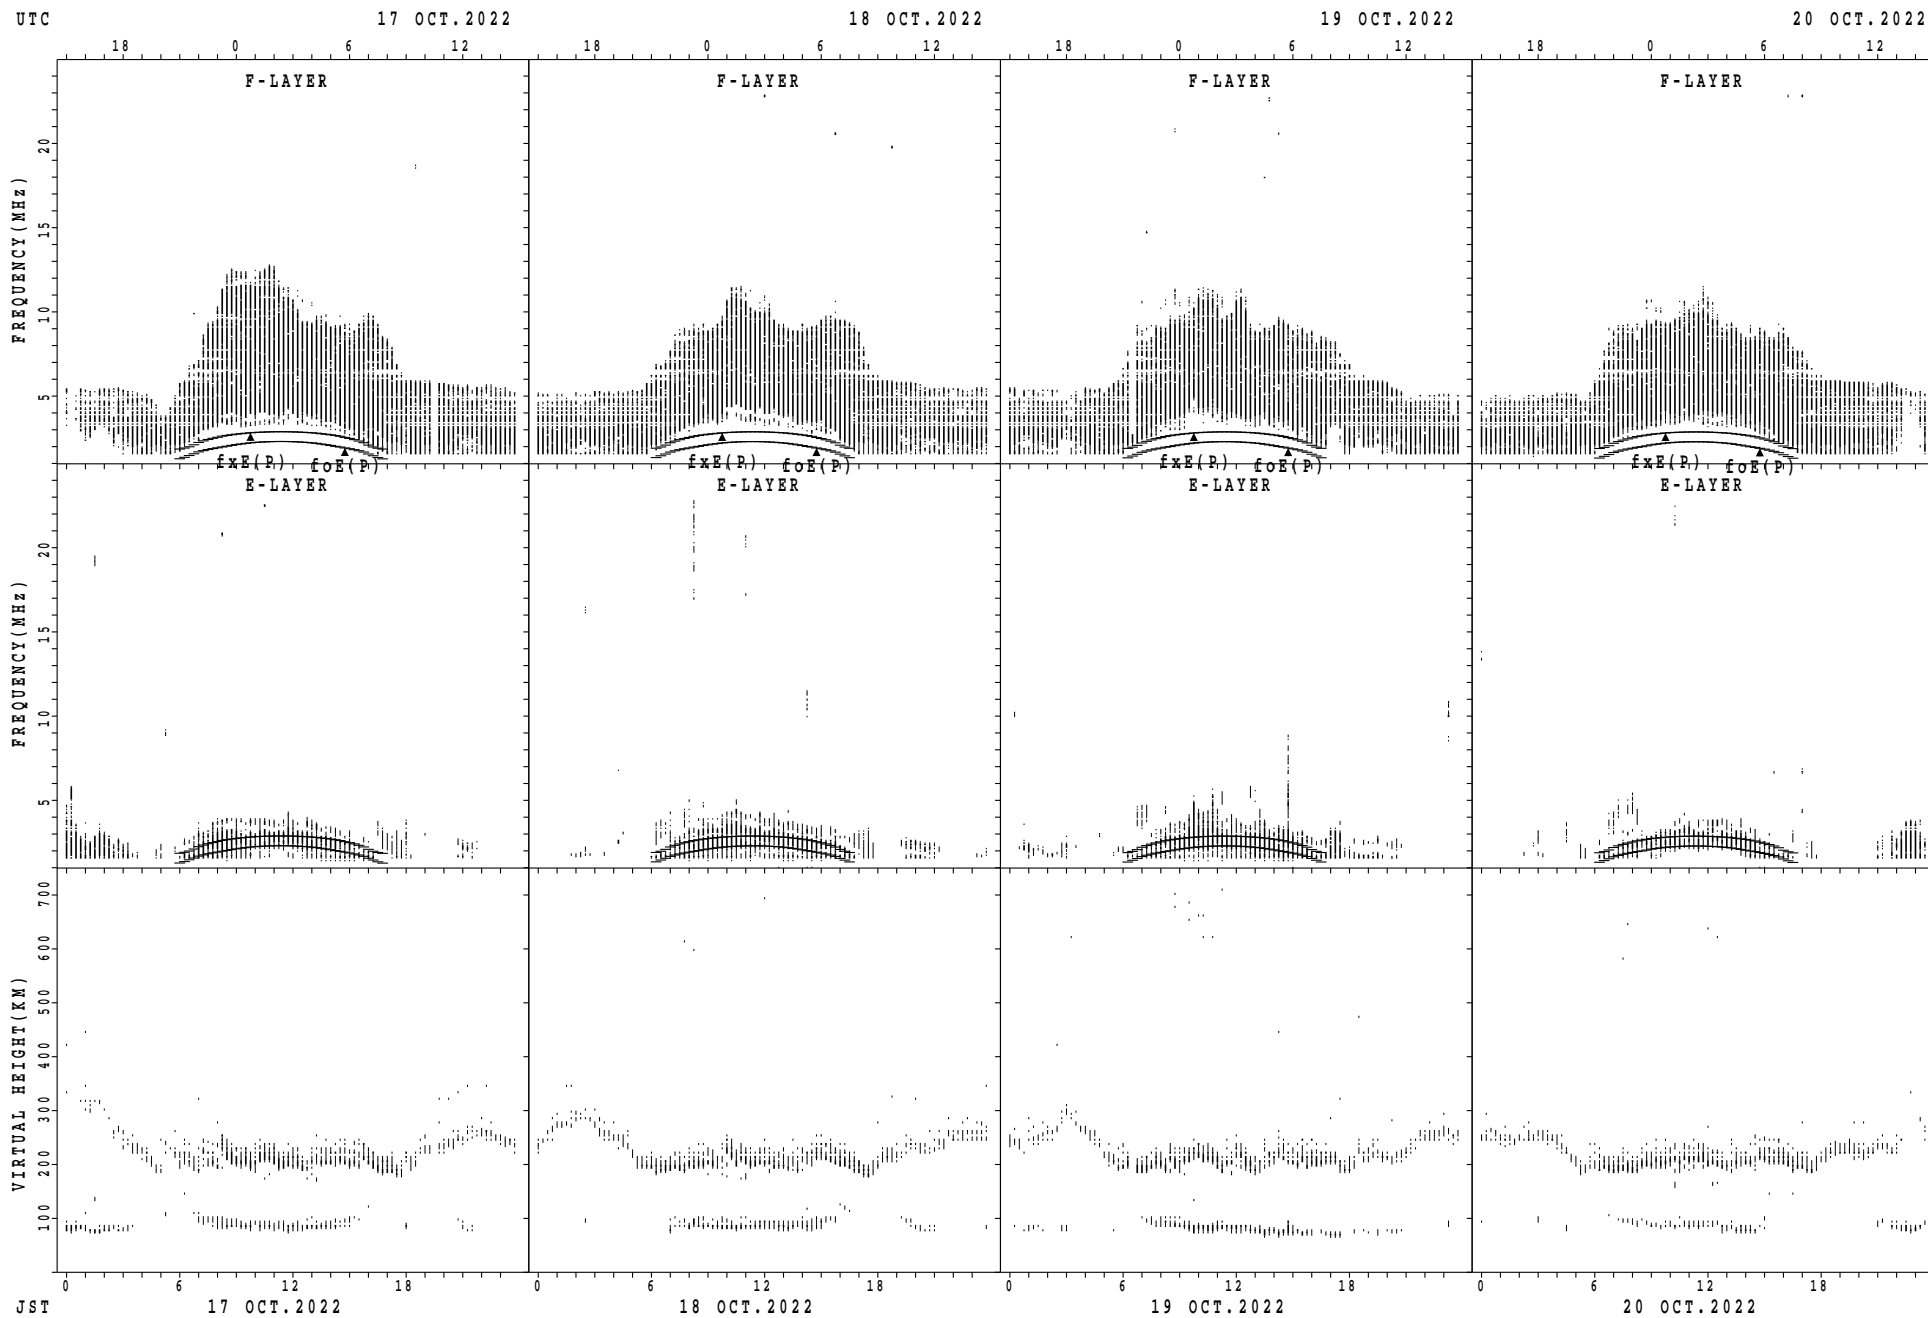 UTC 17 OCT.2022 18 OCT.2022 19 OCT.2022 20 OCT.2022
18 0 6 12 18 0 6 12 18 0 6 12 18 0 6 12
F-LAYER F-LAYER F-LAYER F-LAYER
FREQUENCY(MHz)
20
15
10
5
fxE(P) foE(P) fxE(P) foE(P) fxE(P) foE(P) fxE(P) foE(P)
E-LAYER E-LAYER E-LAYER E-LAYER
FREQUENCY(MHz)
20
15
10
5
VIRTUAL HEIGHT(KM)
700
600
500
400
300
200
100
0 6 12 18 0 6 12 18 0 6 12 18 0 6 12 18
JST 17 OCT.2022 18 OCT.2022 19 OCT.2022 20 OCT.2022